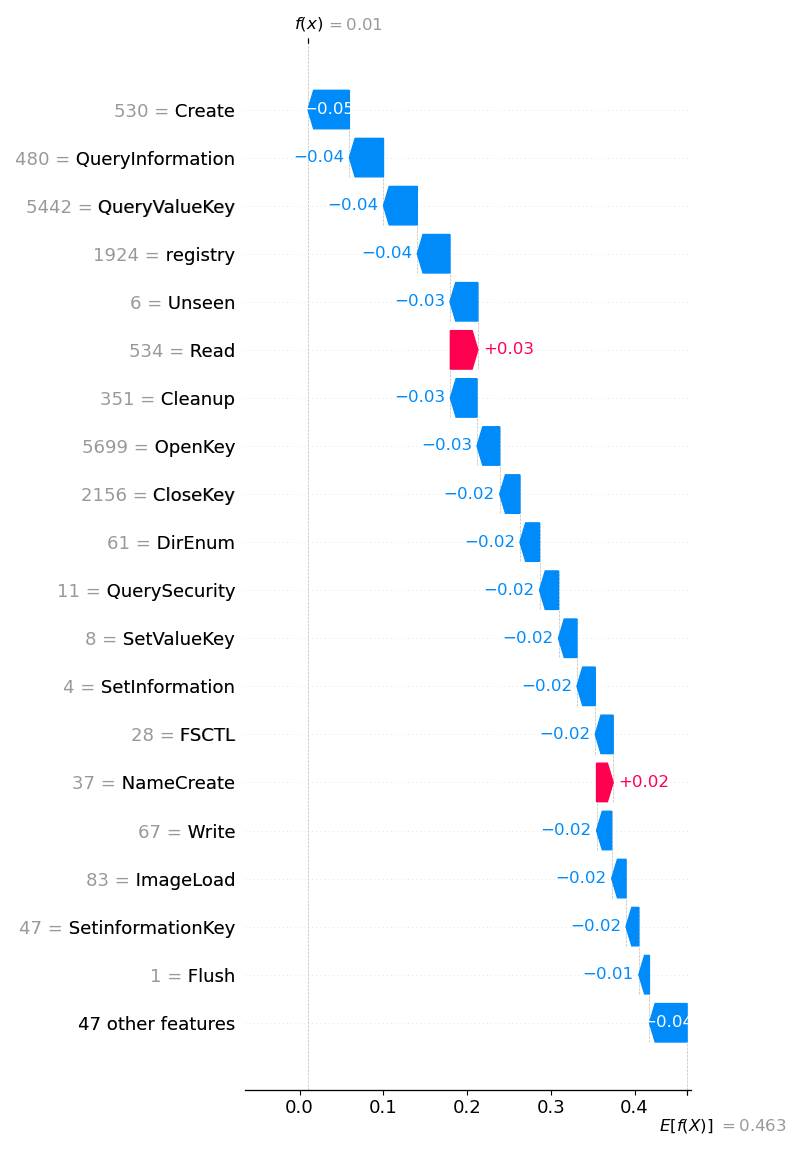 f(x) = 0.01
530 = Create −0.05
480 = QueryInformation −0.04
5442 = QueryValueKey −0.04
1924 = registry −0.04
6 = Unseen −0.03
534 = Read +0.03
351 = Cleanup −0.03
5699 = OpenKey −0.03
2156 = CloseKey −0.02
61 = DirEnum −0.02
11 = QuerySecurity −0.02
8 = SetValueKey −0.02
4 = SetInformation −0.02
28 = FSCTL −0.02
37 = NameCreate +0.02
67 = Write −0.02
83 = ImageLoad −0.02
47 = SetinformationKey −0.02
1 = Flush −0.01
47 other features −0.04
0.0 0.1 0.2 0.3 0.4
E[f(X)] = 0.463